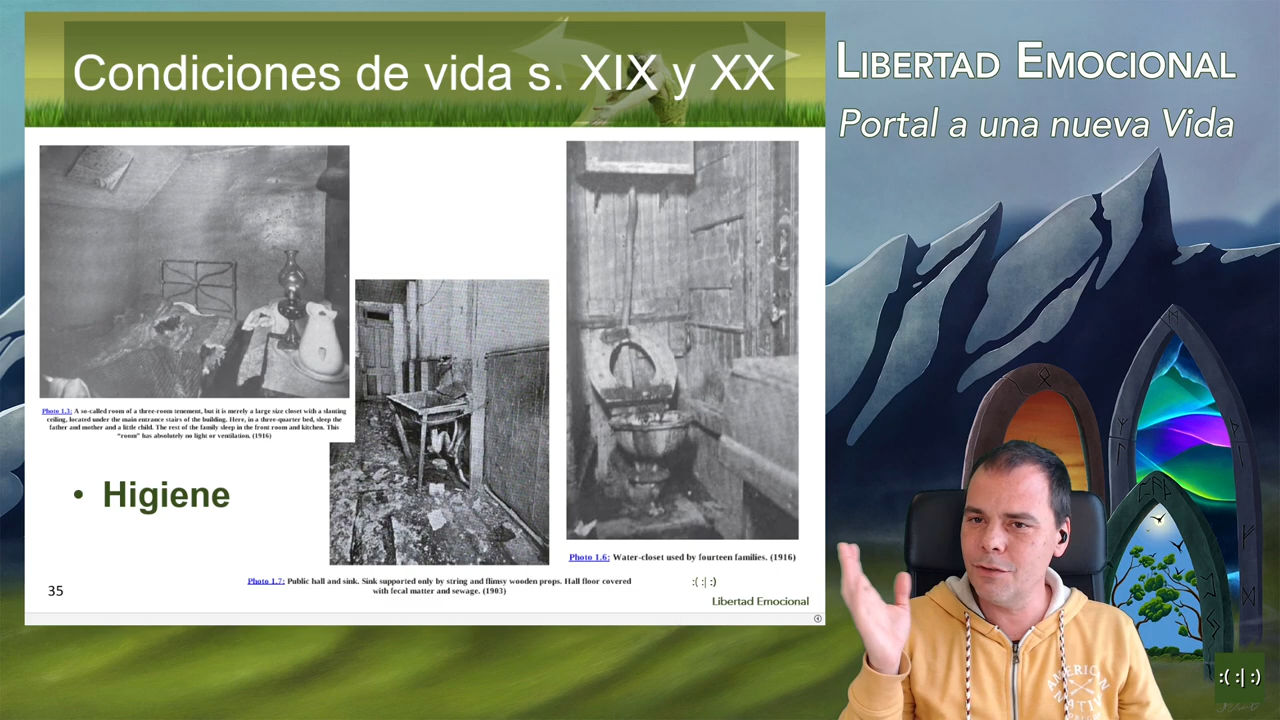 Condiciones de vida s. XIX y XX
LIBERTAD EMOCIONAL
Portal a una nueva Vida
Photo 1.3: A so-called room of a three-room tenement, but it is merely a large size closet with a slanting
ceiling, located under the main entrance stairs of the building. Here, in a three-quarter bed, sleep the
father and mother and a little child. The rest of the family sleep in the front room and kitchen. This
"room" has absolutely no light or ventilation. (1916)
• Higiene
Photo 1.6: Water-closet used by fourteen families. (1916)
Photo 1.7: Public hall and sink. Sink supported only by string and flimsy wooden props. Hall floor covered
with fecal matter and sewage. (1903)
:( :| :)
35
Libertad Emocional
AMERICAN
NATIVE
:( :| :)